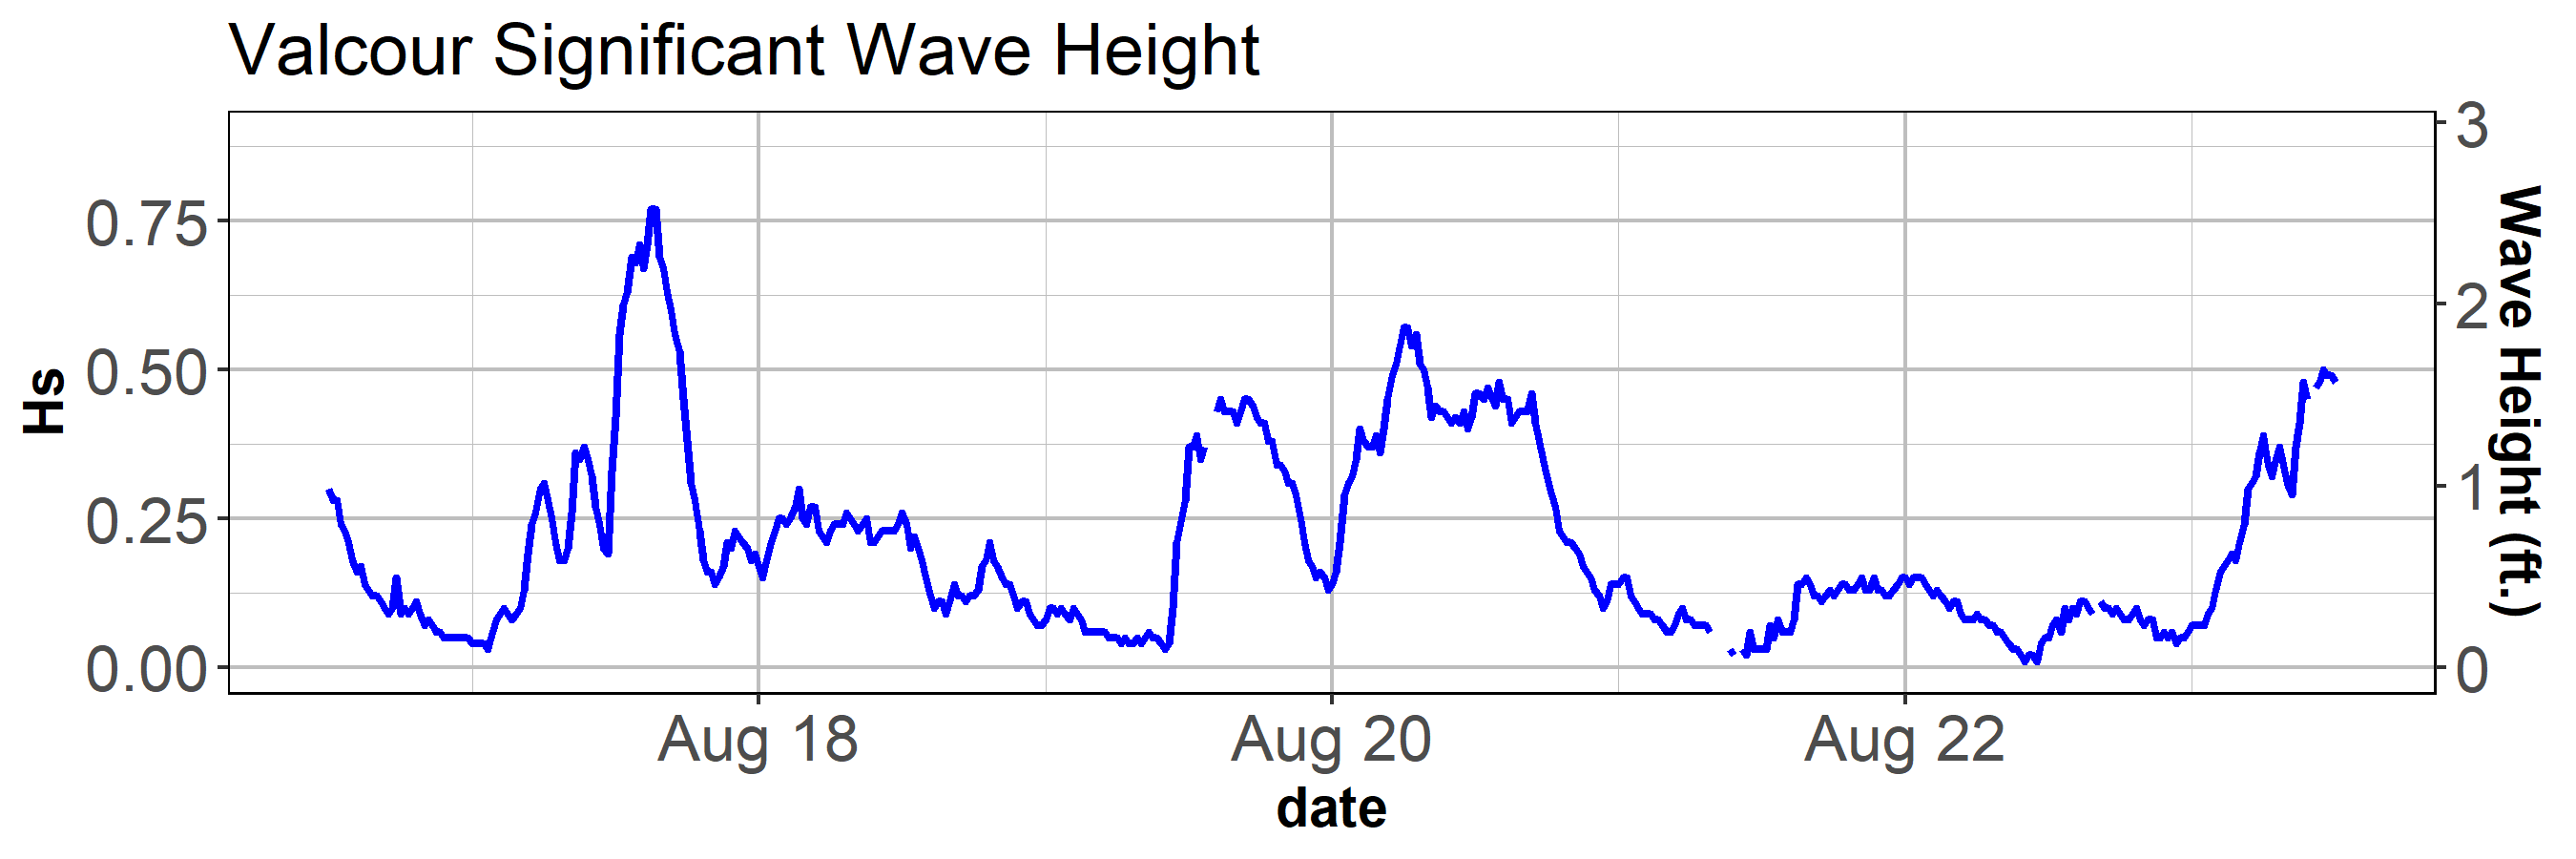 Valcour Significant Wave Height
Hs
0.75
0.50
0.25
0.00
3
2
1
0
Wave Height (ft.)
Aug 18
Aug 20
Aug 22
date